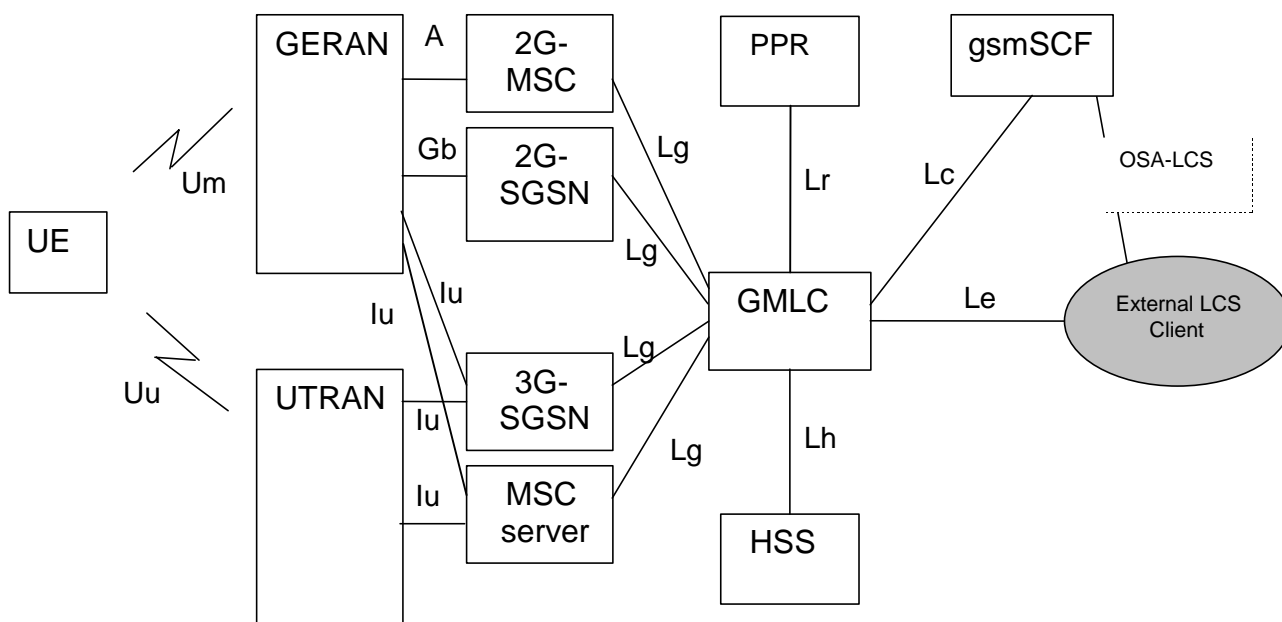 GERAN
A
2G-
MSC
PPR
gsmSCF
Gb
2G-
SGSN
Lg
Lr
Lc
OSA-LCS
Um
UE
Lg
Iu
Iu
GMLC
Le
External LCS
Client
Uu
UTRAN
Lg
3G-
SGSN
Iu
Lg
Lh
Iu
MSC
server
HSS